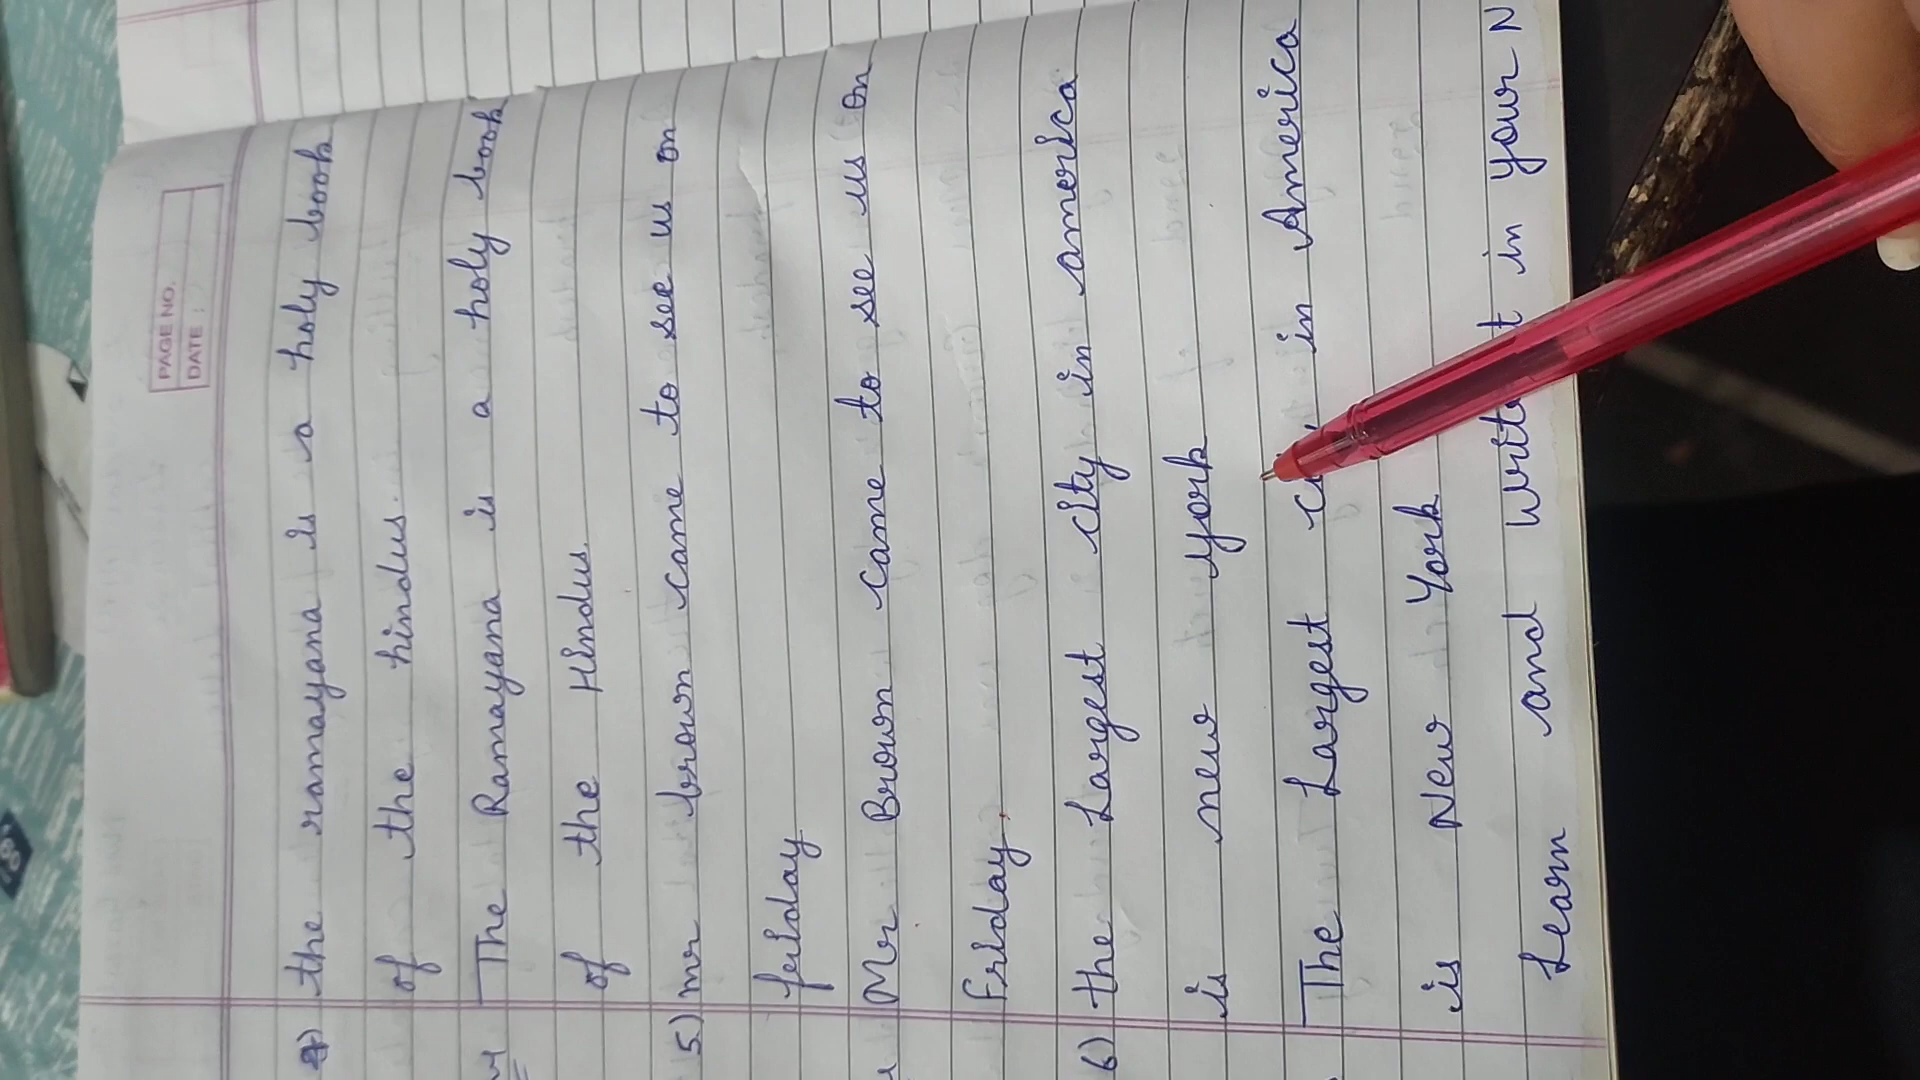 PAGE NO.
DATE :
4) the ramayana is a holy book
of the hindus.
The Ramayana is a holy book
of the Hindus.
5) mr brown came to see us on
friday
Mr Brown came to see us on
Friday.
6) the Largest city in america
is new york
The Largest in America
is New York
Learn and write in your